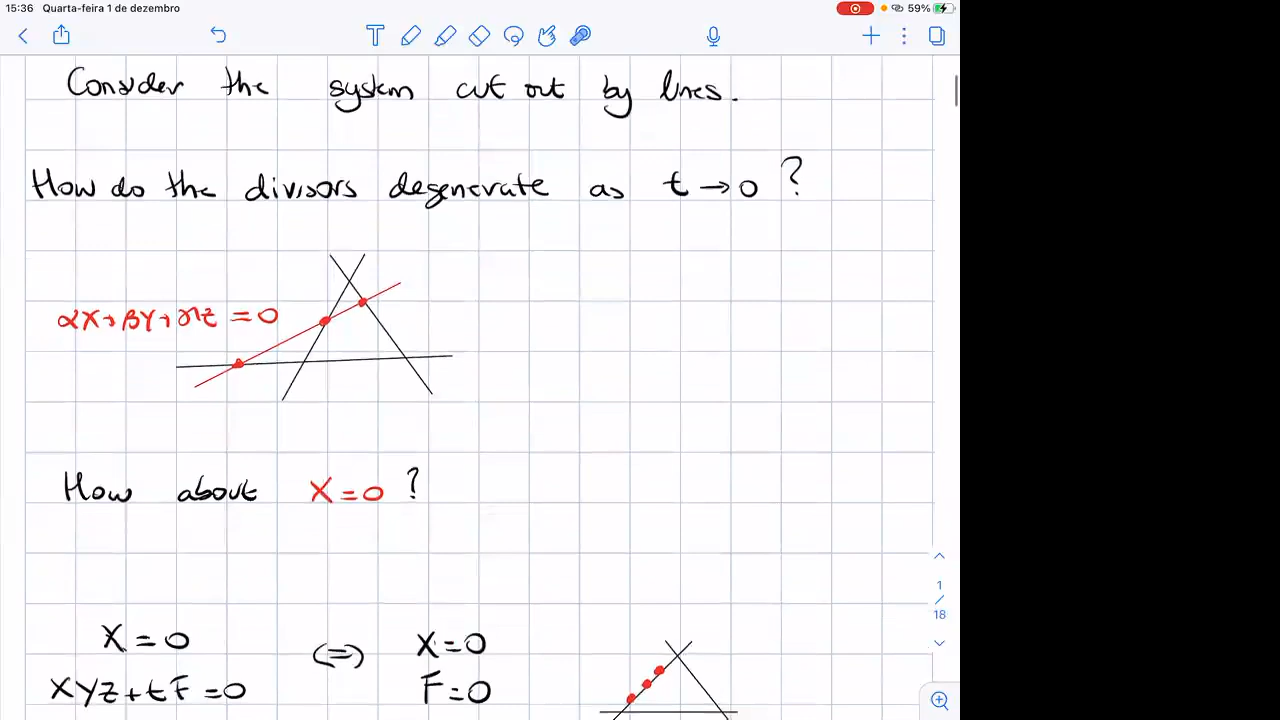 15:36 Quarta-feira 1 de dezembro
59%
Consider the system cut out by lines.
How do the divisors degenerate as t → 0 ?
αX+βY+γZ = 0
How about X = 0 ?
X = 0 ⟺ X = 0
XYZ + tF = 0 F = 0
1
/
18